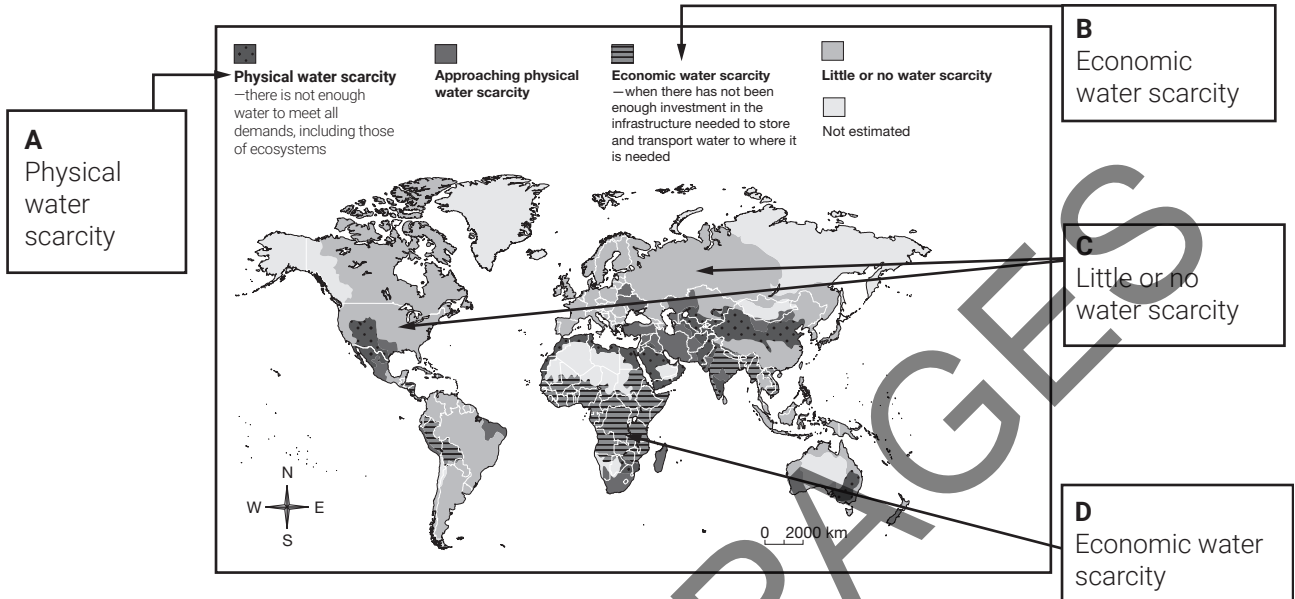 Physical water scarcity
—there is not enough
water to meet all
demands, including those
of ecosystems
Approaching physical
water scarcity
Economic water scarcity
—when there has not been
enough investment in the
infrastructure needed to store
and transport water to where it
is needed
Little or no water scarcity
Not estimated
A
Physical
water
scarcity
B
Economic
water scarcity
C
Little or no
water scarcity
D
Economic water
scarcity
N
W E
S
0 2000 km
PAGES